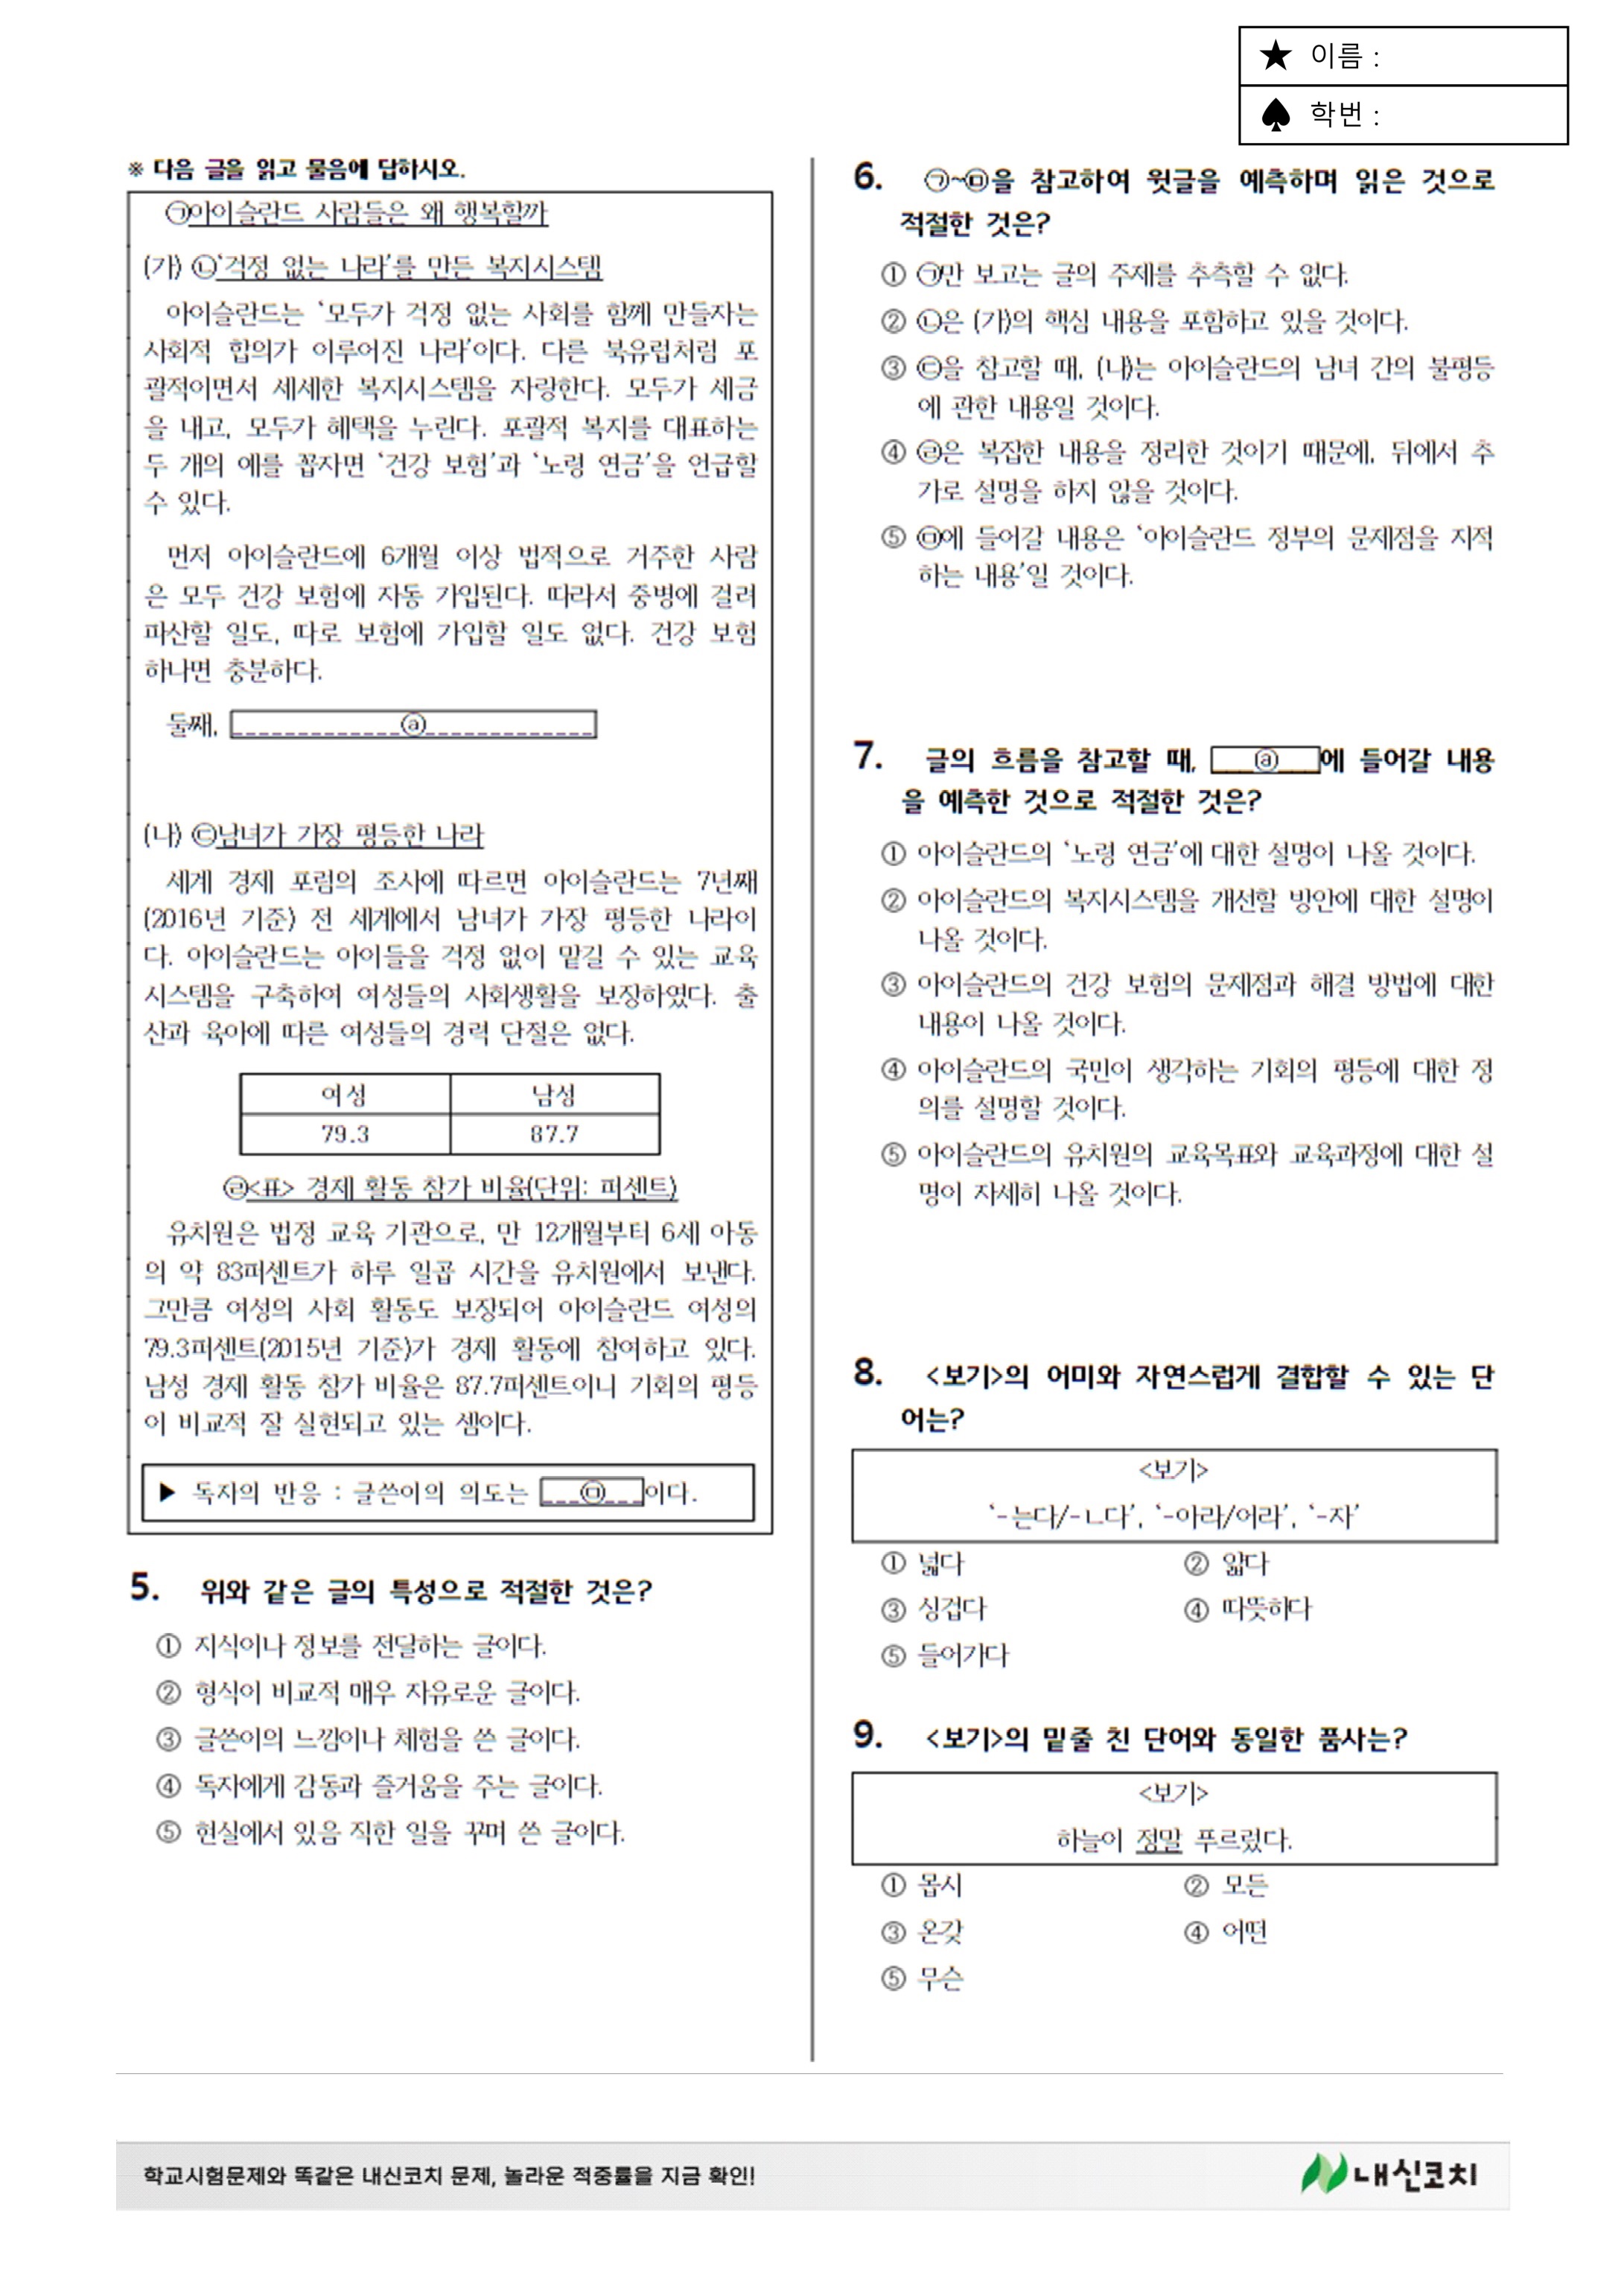 ★ 이름 :
♠ 학번 :
※ 다음 글을 읽고 물음에 답하시오.
㉠아이슬란드 사람들은 왜 행복할까
(가) ㉡‘걱정 없는 나라’를 만든 복지시스템
아이슬란드는 ‘모두가 걱정 없는 사회를 함께 만들자는
사회적 합의가 이루어진 나라’이다. 다른 북유럽처럼 포
괄적이면서 세세한 복지시스템을 자랑한다. 모두가 세금
을 내고, 모두가 혜택을 누린다. 포괄적 복지를 대표하는
두 개의 예를 꼽자면 ‘건강 보험’과 ‘노령 연금’을 언급할
수 있다.
먼저 아이슬란드에 6개월 이상 법적으로 거주한 사람
은 모두 건강 보험에 자동 가입된다. 따라서 중병에 걸려
파산할 일도, 따로 보험에 가입할 일도 없다. 건강 보험
하나면 충분하다.
둘째, ⓐ
(나) ㉢남녀가 가장 평등한 나라
세계 경제 포럼의 조사에 따르면 아이슬란드는 7년째
(2016년 기준) 전 세계에서 남녀가 가장 평등한 나라이
다. 아이슬란드는 아이들을 걱정 없이 맡길 수 있는 교육
시스템을 구축하여 여성들의 사회생활을 보장하였다. 출
산과 육아에 따른 여성들의 경력 단절은 없다.
여성 남성
79.3 87.7
㉣<표> 경제 활동 참가 비율(단위: 퍼센트)
유치원은 법정 교육 기관으로, 만 12개월부터 6세 아동
의 약 83퍼센트가 하루 일곱 시간을 유치원에서 보낸다.
그만큼 여성의 사회 활동도 보장되어 아이슬란드 여성의
79.3퍼센트(2015년 기준)가 경제 활동에 참여하고 있다.
남성 경제 활동 참가 비율은 87.7퍼센트이니 기회의 평등
이 비교적 잘 실현되고 있는 셈이다.
▶ 독자의 반응 : 글쓴이의 의도는 ㉤이다.
5. 위와 같은 글의 특성으로 적절한 것은?
① 지식이나 정보를 전달하는 글이다.
② 형식이 비교적 매우 자유로운 글이다.
③ 글쓴이의 느낌이나 체험을 쓴 글이다.
④ 독자에게 감동과 즐거움을 주는 글이다.
⑤ 현실에서 있음 직한 일을 꾸며 쓴 글이다.
6. ㉠~㉤을 참고하여 윗글을 예측하며 읽은 것으로
적절한 것은?
① ㉠만 보고는 글의 주제를 추측할 수 없다.
② ㉡은 (가)의 핵심 내용을 포함하고 있을 것이다.
③ ㉢을 참고할 때, (나)는 아이슬란드의 남녀 간의 불평등
에 관한 내용일 것이다.
④ ㉣은 복잡한 내용을 정리한 것이기 때문에, 뒤에서 추
가로 설명을 하지 않을 것이다.
⑤ ㉤에 들어갈 내용은 ‘아이슬란드 정부의 문제점을 지적
하는 내용’일 것이다.
7. 글의 흐름을 참고할 때, ⓐ에 들어갈 내용
을 예측한 것으로 적절한 것은?
① 아이슬란드의 ‘노령 연금’에 대한 설명이 나올 것이다.
② 아이슬란드의 복지시스템을 개선할 방안에 대한 설명이
나올 것이다.
③ 아이슬란드의 건강 보험의 문제점과 해결 방법에 대한
내용이 나올 것이다.
④ 아이슬란드의 국민이 생각하는 기회의 평등에 대한 정
의를 설명할 것이다.
⑤ 아이슬란드의 유치원의 교육목표와 교육과정에 대한 설
명이 자세히 나올 것이다.
8. <보기>의 어미와 자연스럽게 결합할 수 있는 단
어는?
<보기>
‘-는다/-ㄴ다’, ‘-아라/어라’, ‘-자’
① 넓다 ② 얇다
③ 싱겁다 ④ 따뜻하다
⑤ 들어가다
9. <보기>의 밑줄 친 단어와 동일한 품사는?
<보기>
하늘이 정말 푸르렀다.
① 몹시 ② 모든
③ 온갖 ④ 어떤
⑤ 무슨
학교시험문제와 똑같은 내신코치 문제, 놀라운 적중률을 지금 확인!
내신코치